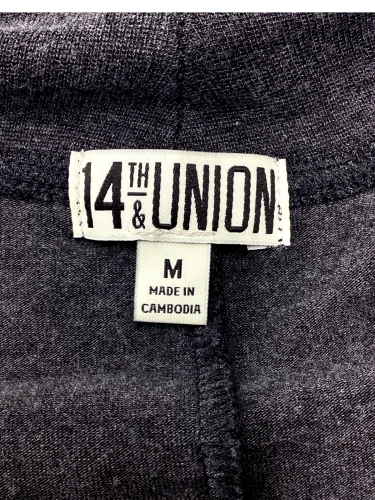 14TH & UNION
M
MADE IN
CAMBODIA